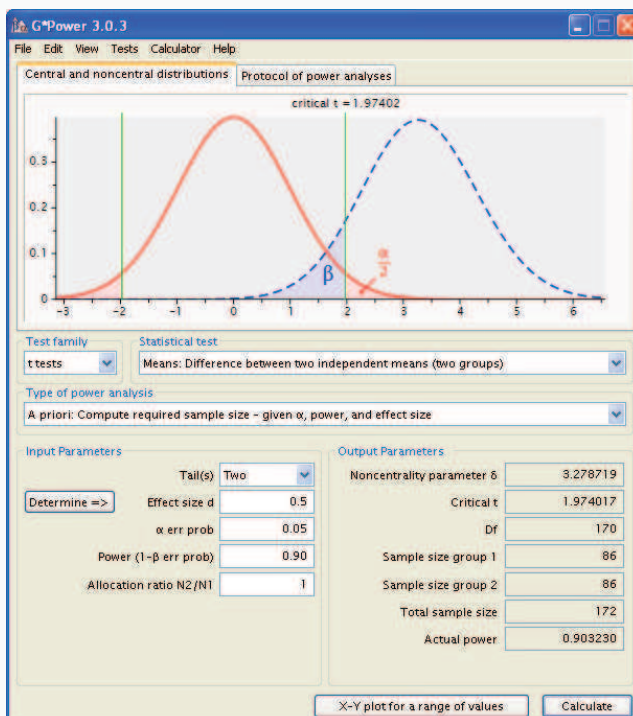 G*Power 3.0.3
File Edit View Tests Calculator Help
Central and noncentral distributions Protocol of power analyses
critical t = 1.97402
0.3
0.2
0.1
0
-3 -2 -1 0 1 2 3 4 5 6
β
α/2
Test family Statistical test
t tests Means: Difference between two independent means (two groups)
Type of power analysis
A priori: Compute required sample size – given α, power, and effect size
Input Parameters Output Parameters
Tail(s) Two Noncentrality parameter δ 3.278719
Determine => Effect size d 0.5 Critical t 1.974017
α err prob 0.05 Df 170
Power (1-β err prob) 0.90 Sample size group 1 86
Allocation ratio N2/N1 1 Sample size group 2 86
Total sample size 172
Actual power 0.903230
X-Y plot for a range of values Calculate